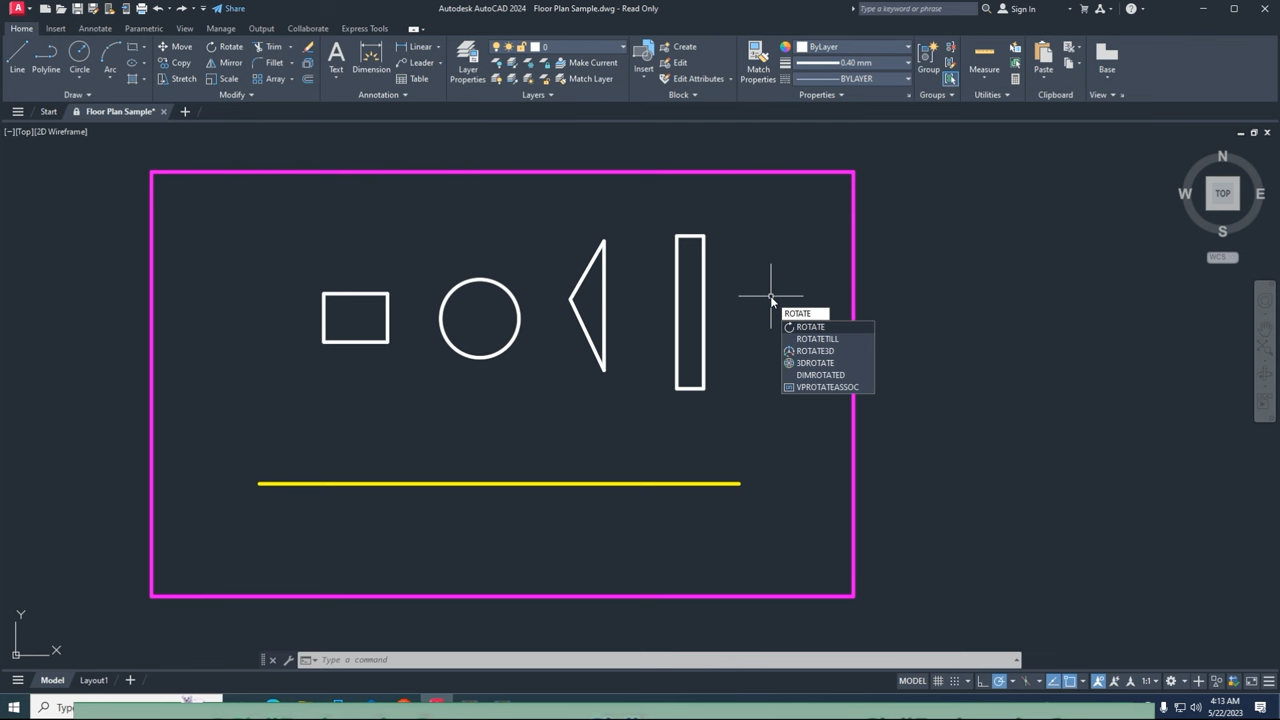 Share
Autodesk AutoCAD 2024 Floor Plan Sample.dwg - Read Only
Type a keyword or phrase
Sign In
Home Insert Annotate Parametric View Manage Output Collaborate Express Tools
Line Polyline Circle Arc
Move Rotate Trim
Copy Mirror Fillet
Stretch Scale Array
Text Dimension
Linear
Leader
Table
Layer Properties
0
Make Current
Match Layer
Insert
Create
Edit
Edit Attributes
Match Properties
ByLayer
0.40 mm
BYLAYER
Group
Measure
Paste
Base
Draw Modify Annotation Layers Block Properties Groups Utilities Clipboard View
Start Floor Plan Sample*
[−][Top][2D Wireframe]
N
W TOP E
S
WCS
ROTATE
ROTATE
ROTATETILL
ROTATE3D
3DROTATE
DIMROTATED
VPROTATEASSOC
Y
X
Type a command
Model Layout1
MODEL 1:1
Typ
4:13 AM
5/22/2023